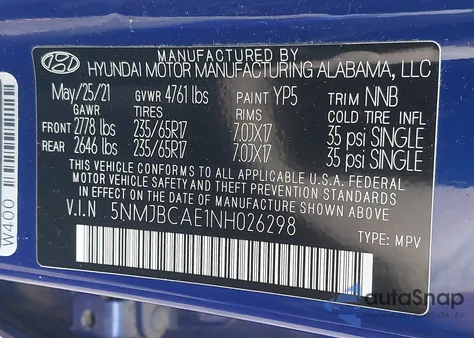 MANUFACTURED BY
HYUNDAI MOTOR MANUFACTURING ALABAMA, LLC
May/25/21 GVWR 4761 lbs PAINT YP5 TRIM NNB
GAWR TIRES RIMS COLD TIRE INFL
FRONT 2778 lbs 235/65R17 7.0JX17 35 psi SINGLE
REAR 2646 lbs 235/65R17 7.0JX17 35 psi SINGLE
THIS VEHICLE CONFORMS TO ALL APPLICABLE FEDERAL
MOTOR VEHICLE SAFETY AND THEFT PREVENTION STANDARDS
IN EFFECT ON THE DATE OF MANUFACTURE SHOWN ABOVE.
V.I.N 5NMJBCAE1NH026298
TYPE: MPV
W400
autoSnap